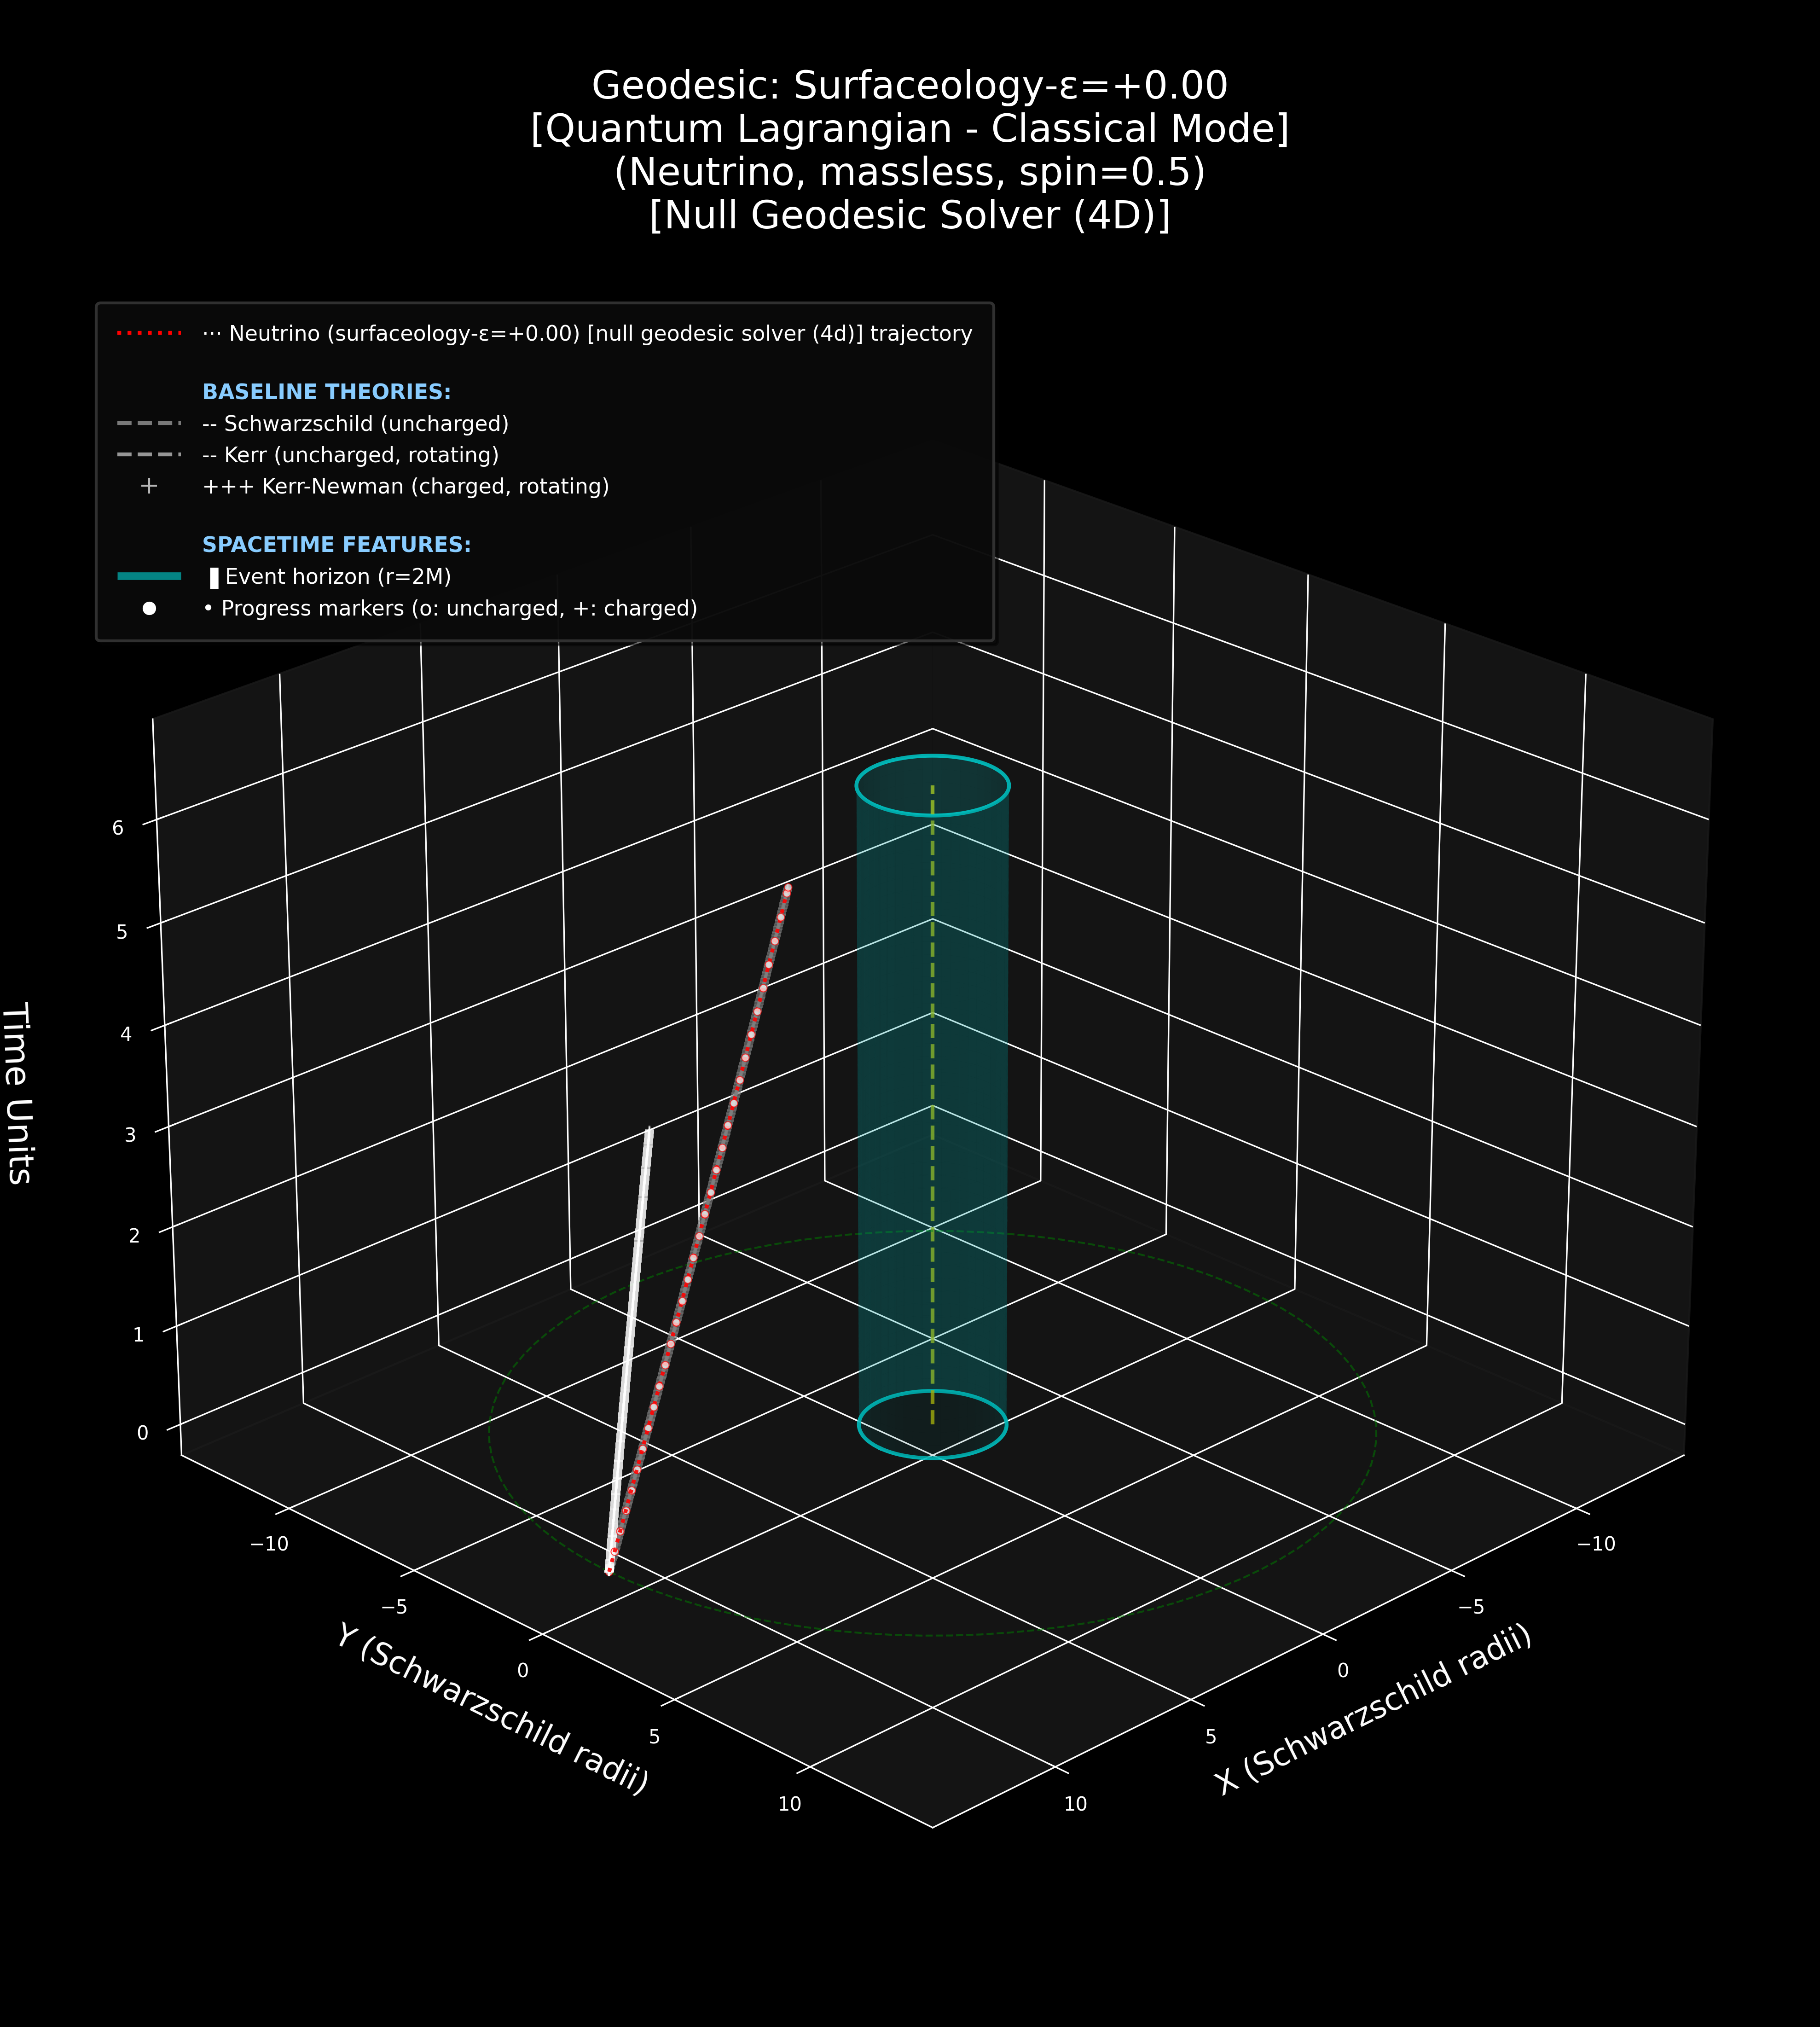 Geodesic: Surfaceology-ε=+0.00
[Quantum Lagrangian - Classical Mode]
(Neutrino, massless, spin=0.5)
[Null Geodesic Solver (4D)]
··· Neutrino (surfaceology-ε=+0.00) [null geodesic solver (4d)] trajectory
BASELINE THEORIES:
-- Schwarzschild (uncharged)
-- Kerr (uncharged, rotating)
+++ Kerr-Newman (charged, rotating)
SPACETIME FEATURES:
▐ Event horizon (r=2M)
• Progress markers (o: uncharged, +: charged)
6
5
4
3
2
1
0
Time Units
−10
−5
0
5
10
Y (Schwarzschild radii)
−10
−5
0
5
10
X (Schwarzschild radii)